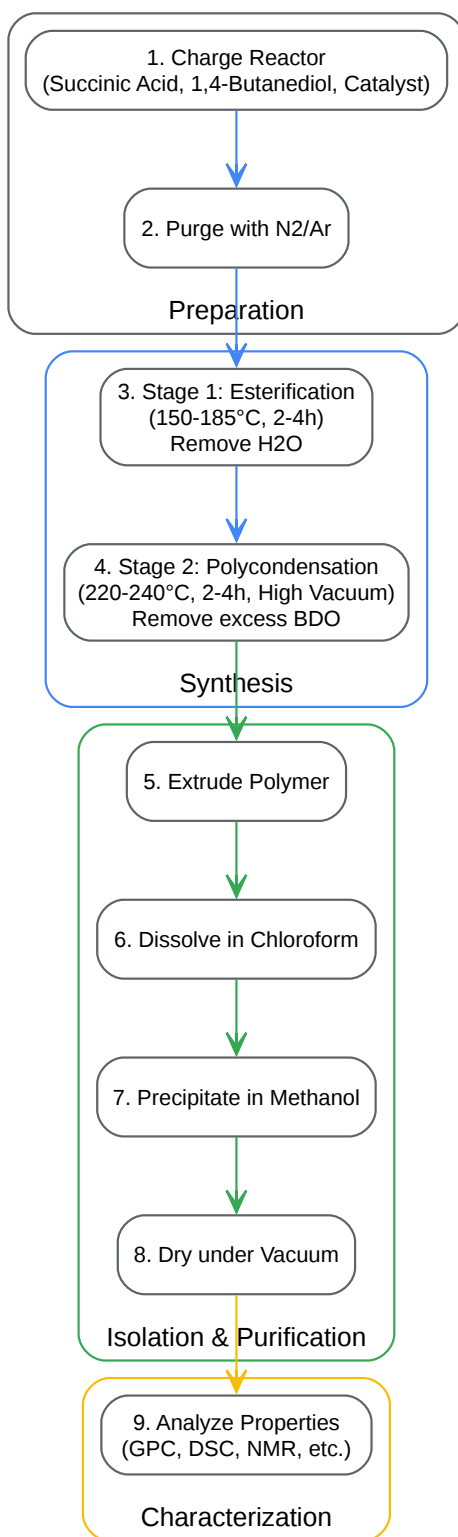 1. Charge Reactor
(Succinic Acid, 1,4-Butanediol, Catalyst)
2. Purge with N2/Ar
Preparation
3. Stage 1: Esterification
(150-185°C, 2-4h)
Remove H2O
4. Stage 2: Polycondensation
(220-240°C, 2-4h, High Vacuum)
Remove excess BDO
Synthesis
5. Extrude Polymer
6. Dissolve in Chloroform
7. Precipitate in Methanol
8. Dry under Vacuum
Isolation & Purification
9. Analyze Properties
(GPC, DSC, NMR, etc.)
Characterization